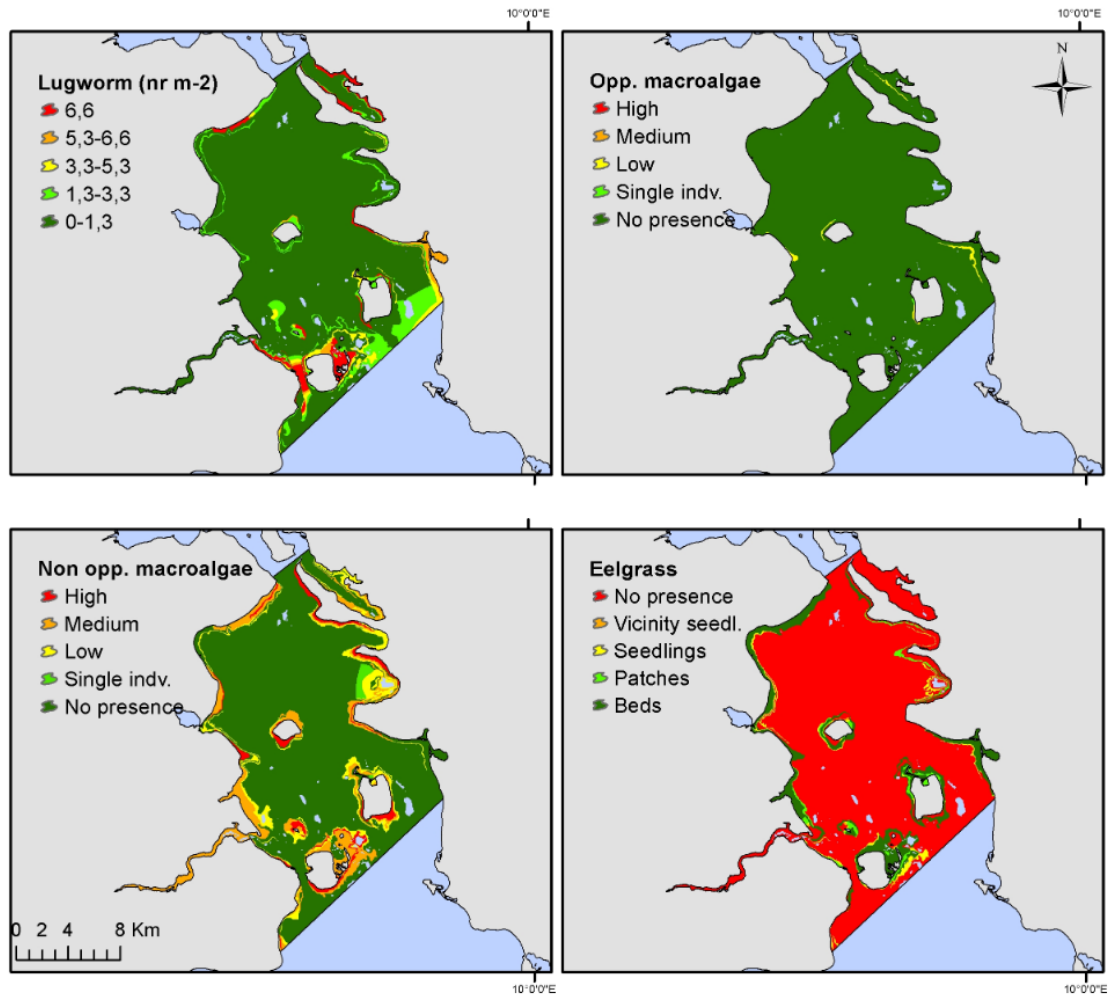 10°0'0"E
10°0'0"E
Lugworm (nr m-2)
6,6
5,3-6,6
3,3-5,3
1,3-3,3
0-1,3
Opp. macroalgae
High
Medium
Low
Single indv.
No presence
N
Non opp. macroalgae
High
Medium
Low
Single indv.
No presence
0 2 4 8 Km
Eelgrass
No presence
Vicinity seedl.
Seedlings
Patches
Beds
10°0'0"E
10°0'0"E